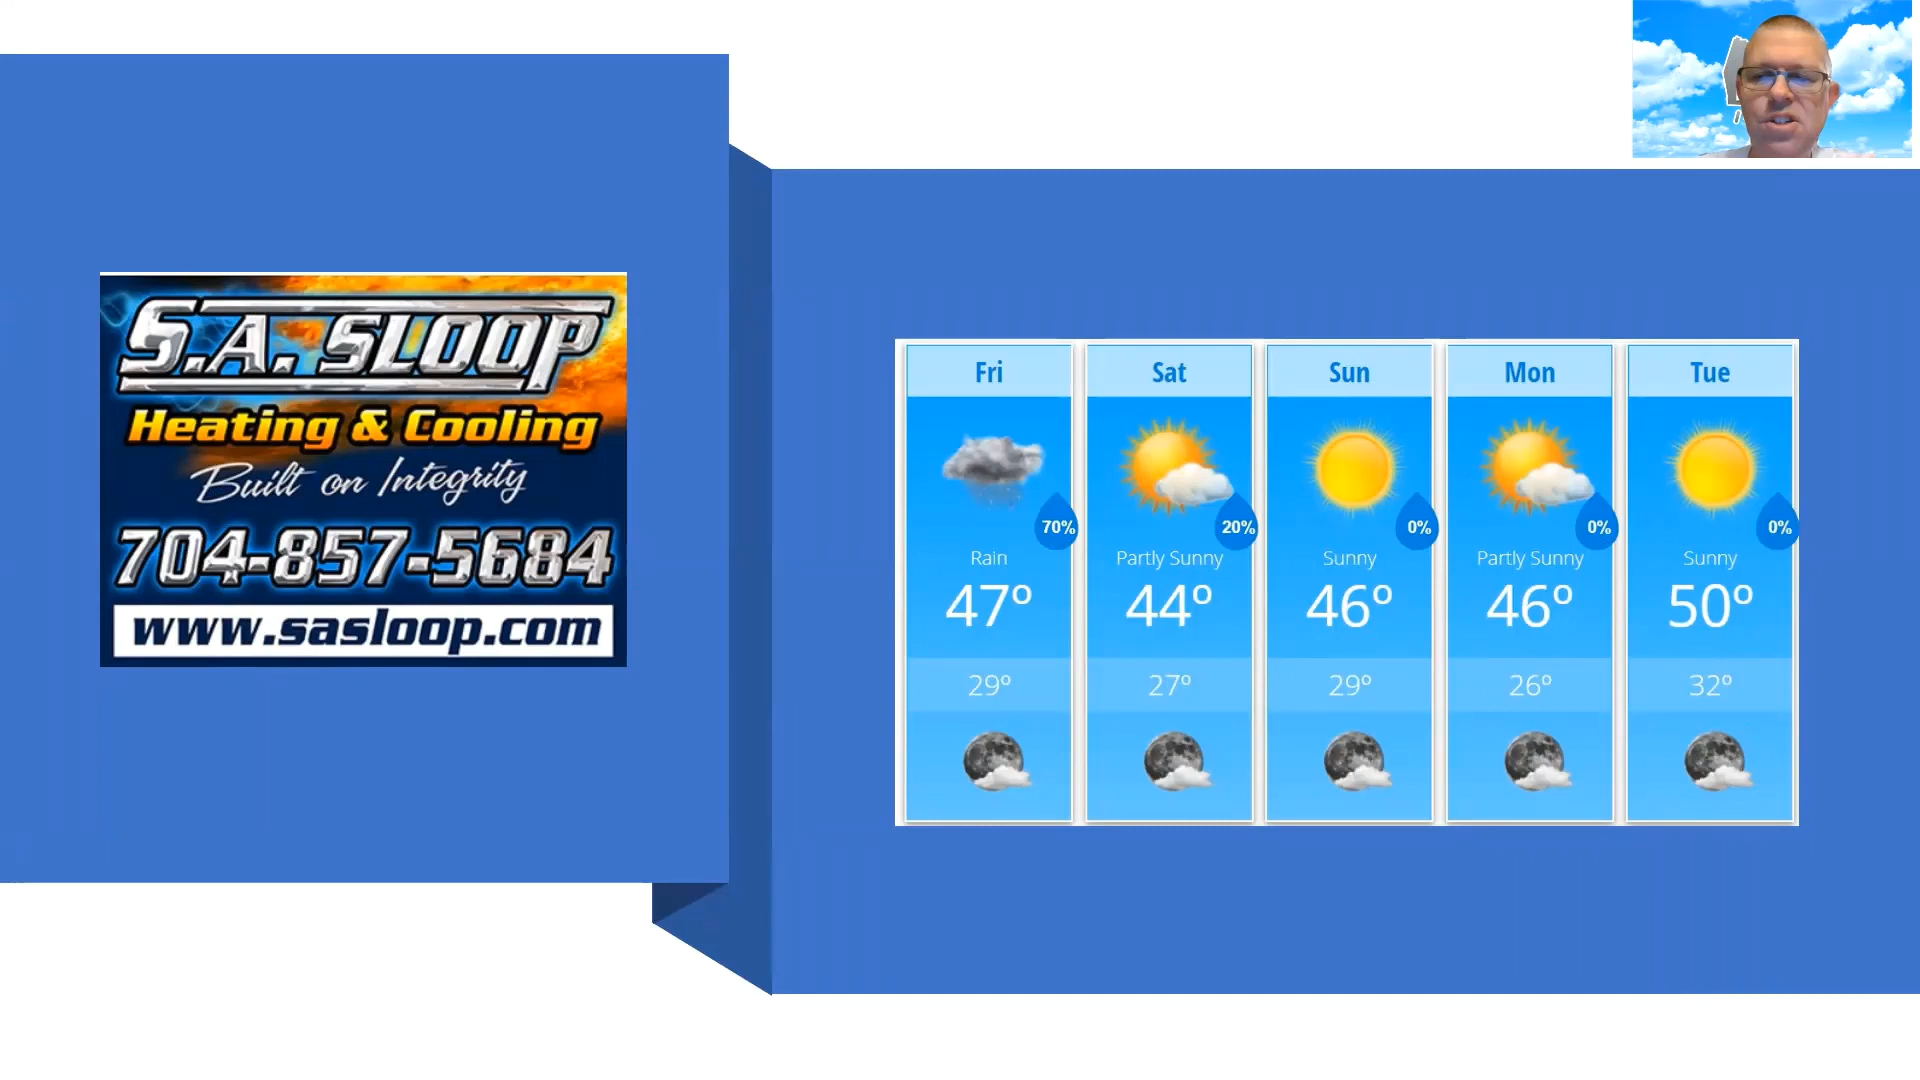 S.A. SLOOP
Heating & Cooling
Built on Integrity
704-857-5684
www.sasloop.com
Fri Sat Sun Mon Tue
70% 20% 0% 0% 0%
Rain Partly Sunny Sunny Partly Sunny Sunny
47° 44° 46° 46° 50°
29° 27° 29° 26° 32°